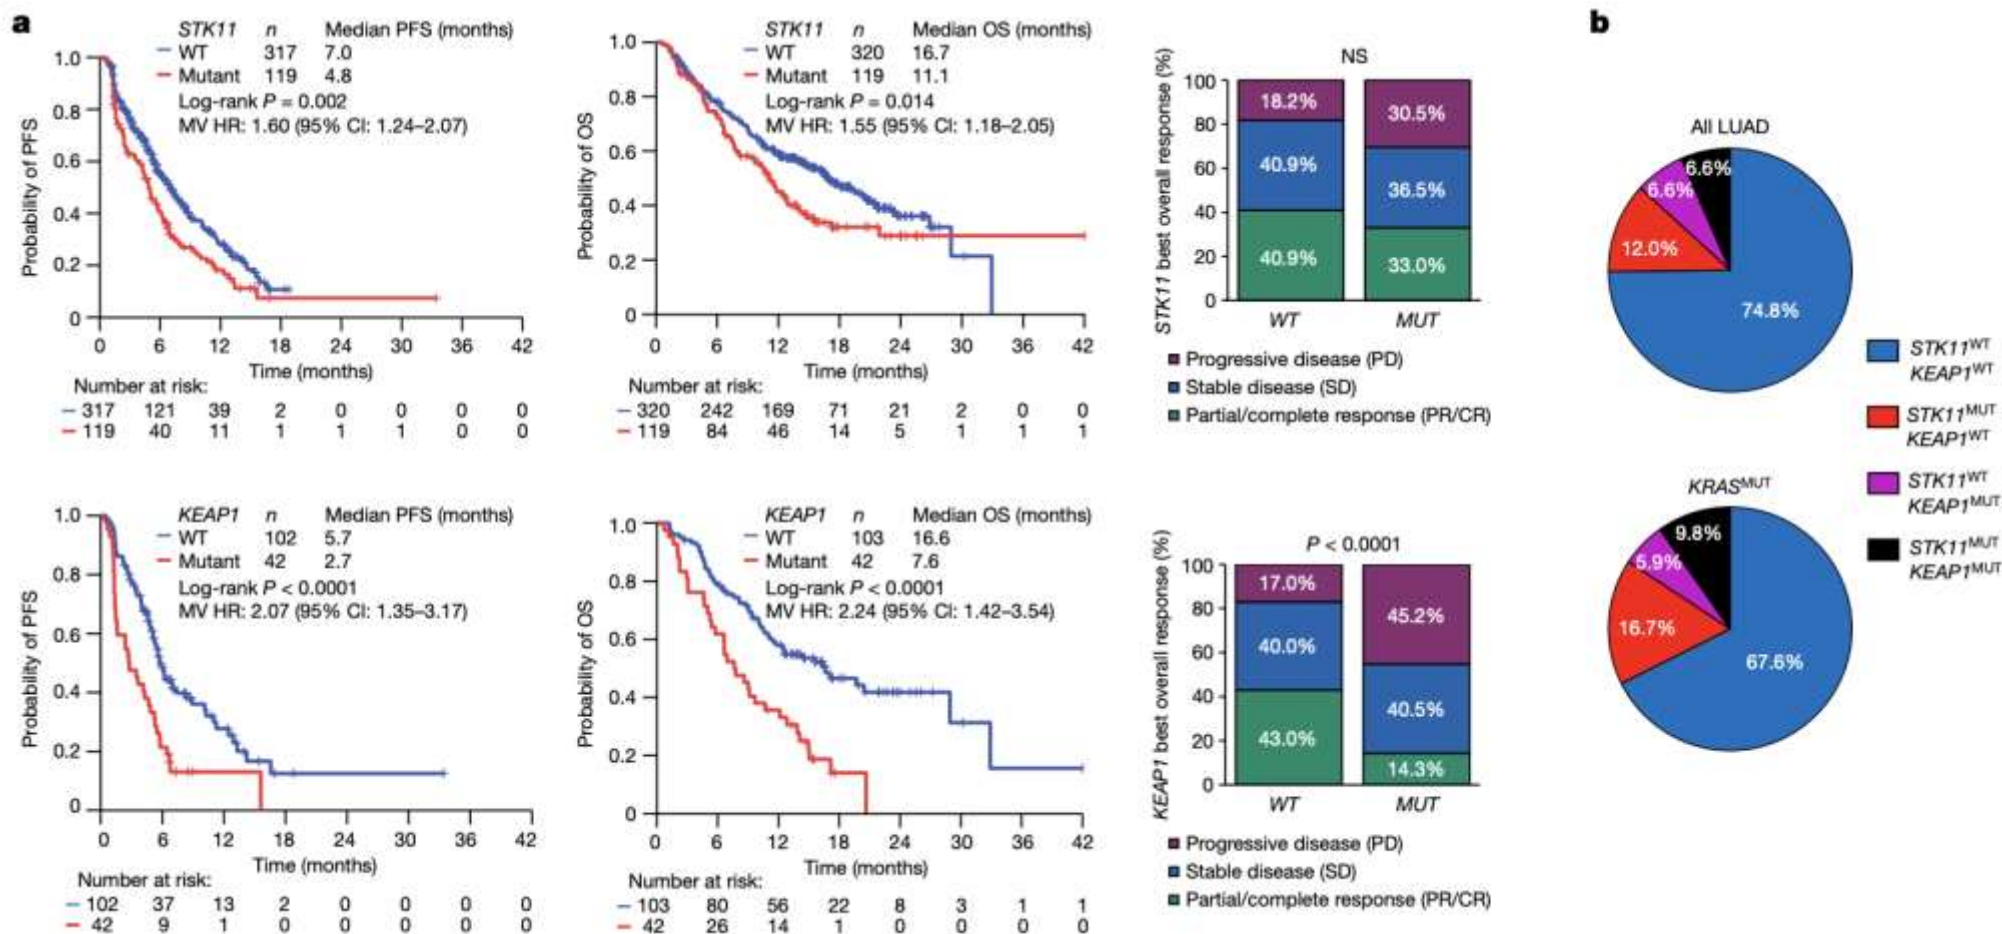 a
STK11 n Median PFS (months)
WT 317 7.0
Mutant 119 4.8
Log-rank P = 0.002
MV HR: 1.60 (95% CI: 1.24–2.07)
Probability of PFS
1.0
0.8
0.6
0.4
0.2
0
0 6 12 18 24 30 36 42
Time (months)
Number at risk:
317 121 39 2 0 0 0 0
119 40 11 1 1 1 0 0
STK11 n Median OS (months)
WT 320 16.7
Mutant 119 11.1
Log-rank P = 0.014
MV HR: 1.55 (95% CI: 1.18–2.05)
Probability of OS
1.0
0.8
0.6
0.4
0.2
0
0 6 12 18 24 30 36 42
Time (months)
Number at risk:
320 242 169 71 21 2 0 0
119 84 46 14 5 1 1 1
NS
STK11 best overall response (%)
100
80
60
40
20
0
18.2% 30.5%
40.9% 36.5%
40.9% 33.0%
WT MUT
Progressive disease (PD)
Stable disease (SD)
Partial/complete response (PR/CR)
KEAP1 n Median PFS (months)
WT 102 5.7
Mutant 42 2.7
Log-rank P < 0.0001
MV HR: 2.07 (95% CI: 1.35–3.17)
Probability of PFS
1.0
0.8
0.6
0.4
0.2
0
0 6 12 18 24 30 36 42
Time (months)
Number at risk:
102 37 13 2 0 0 0 0
42 9 1 0 0 0 0 0
KEAP1 n Median OS (months)
WT 103 16.6
Mutant 42 7.6
Log-rank P < 0.0001
MV HR: 2.24 (95% CI: 1.42–3.54)
Probability of OS
1.0
0.8
0.6
0.4
0.2
0
0 6 12 18 24 30 36 42
Time (months)
Number at risk:
103 80 56 22 8 3 1 1
42 26 14 1 0 0 0 0
P < 0.0001
KEAP1 best overall response (%)
100
80
60
40
20
0
17.0% 45.2%
40.0% 40.5%
43.0% 14.3%
WT MUT
Progressive disease (PD)
Stable disease (SD)
Partial/complete response (PR/CR)
b
All LUAD
6.6%
6.6%
12.0%
74.8%
KRASMUT
9.8%
5.9%
16.7%
67.6%
STK11WT
KEAP1WT
STK11MUT
KEAP1WT
STK11WT
KEAP1MUT
STK11MUT
KEAP1MUT